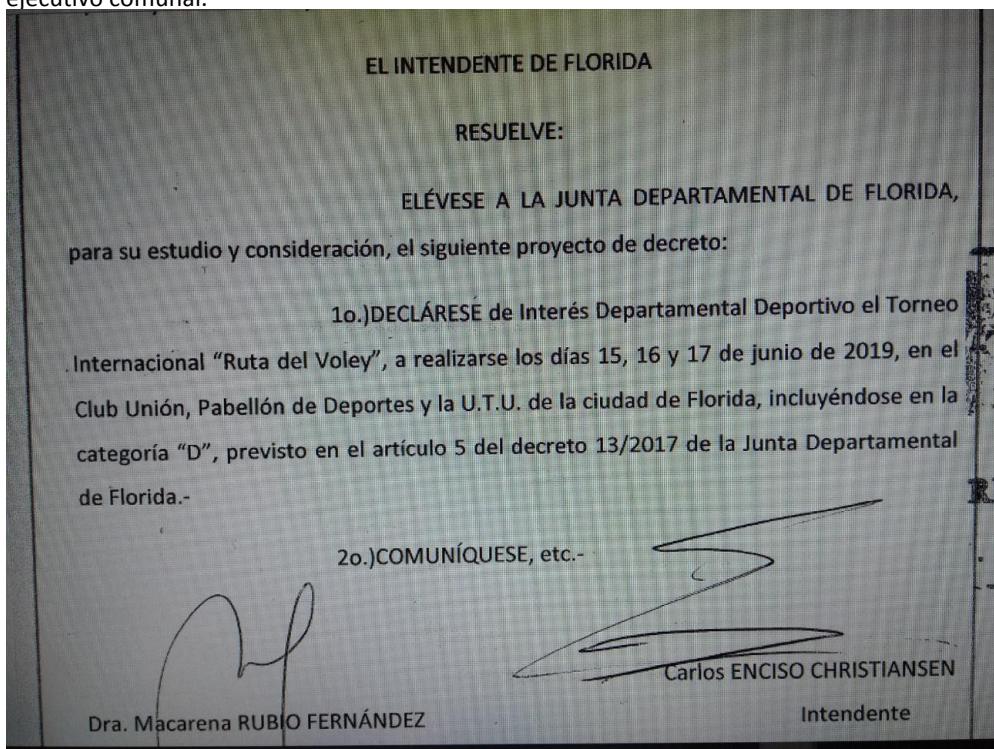 ejecutivo comunal.
EL INTENDENTE DE FLORIDA
RESUELVE:
ELÉVESE A LA JUNTA DEPARTAMENTAL DE FLORIDA,
para su estudio y consideración, el siguiente proyecto de decreto:
1o.)DECLÁRESE de Interés Departamental Deportivo el Torneo
Internacional “Ruta del Voley”, a realizarse los días 15, 16 y 17 de junio de 2019, en el
Club Unión, Pabellón de Deportes y la U.T.U. de la ciudad de Florida, incluyéndose en la
categoría “D”, previsto en el artículo 5 del decreto 13/2017 de la Junta Departamental
de Florida.-
2o.)COMUNÍQUESE, etc.-
Carlos ENCISO CHRISTIANSEN
Dra. Macarena RUBIO FERNÁNDEZ
Intendente